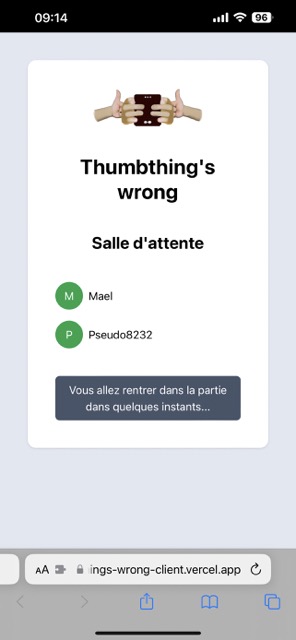 09:14
96
Thumbthing's
wrong
Salle d'attente
M Mael
P Pseudo8232
Vous allez rentrer dans la partie
dans quelques instants...
AA ings-wrong-client.vercel.app